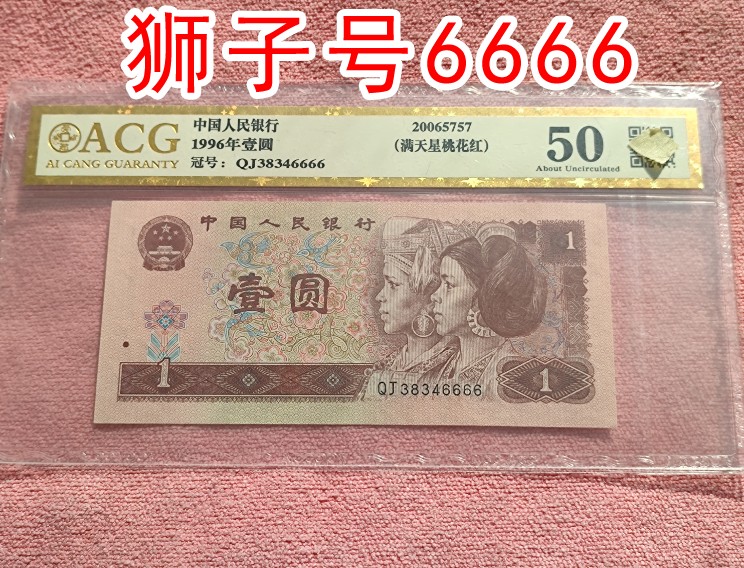 狮子号6666
ACG
AI CANG GUARANTY
中国人民银行
1996年壹圆
冠号: QJ38346666
20065757
(满天星桃花红)
50
About Uncirculated
中国人民银行
1
壹圆
1
QJ38346666
1